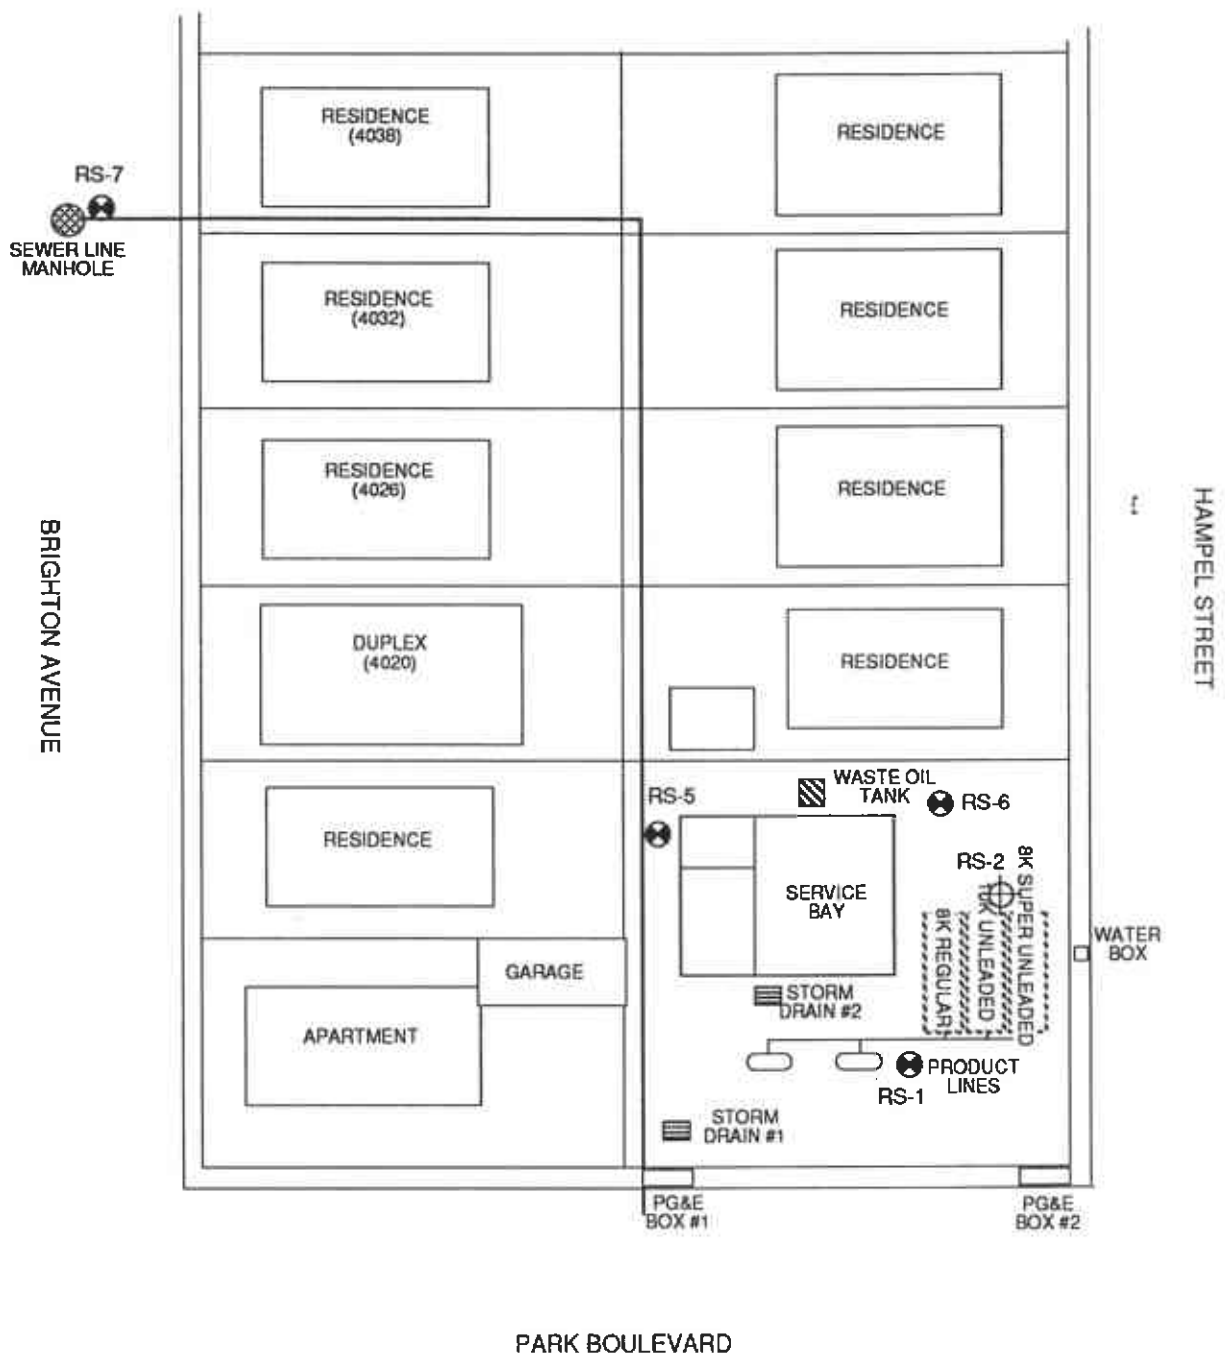 RESIDENCE
(4038)
RESIDENCE
RS-7
SEWER LINE
MANHOLE
RESIDENCE
(4032)
RESIDENCE
RESIDENCE
(4026)
RESIDENCE
BRIGHTON AVENUE
HAMPEL STREET
DUPLEX
(4020)
RESIDENCE
RS-5
WASTE OIL
TANK
RS-6
RESIDENCE
SERVICE
BAY
RS-2
8K SUPER UNLEADED
10K UNLEADED
8K REGULAR
WATER
BOX
GARAGE
STORM
DRAIN #2
APARTMENT
PRODUCT
LINES
RS-1
STORM
DRAIN #1
PG&E
BOX #1
PG&E
BOX #2
PARK BOULEVARD